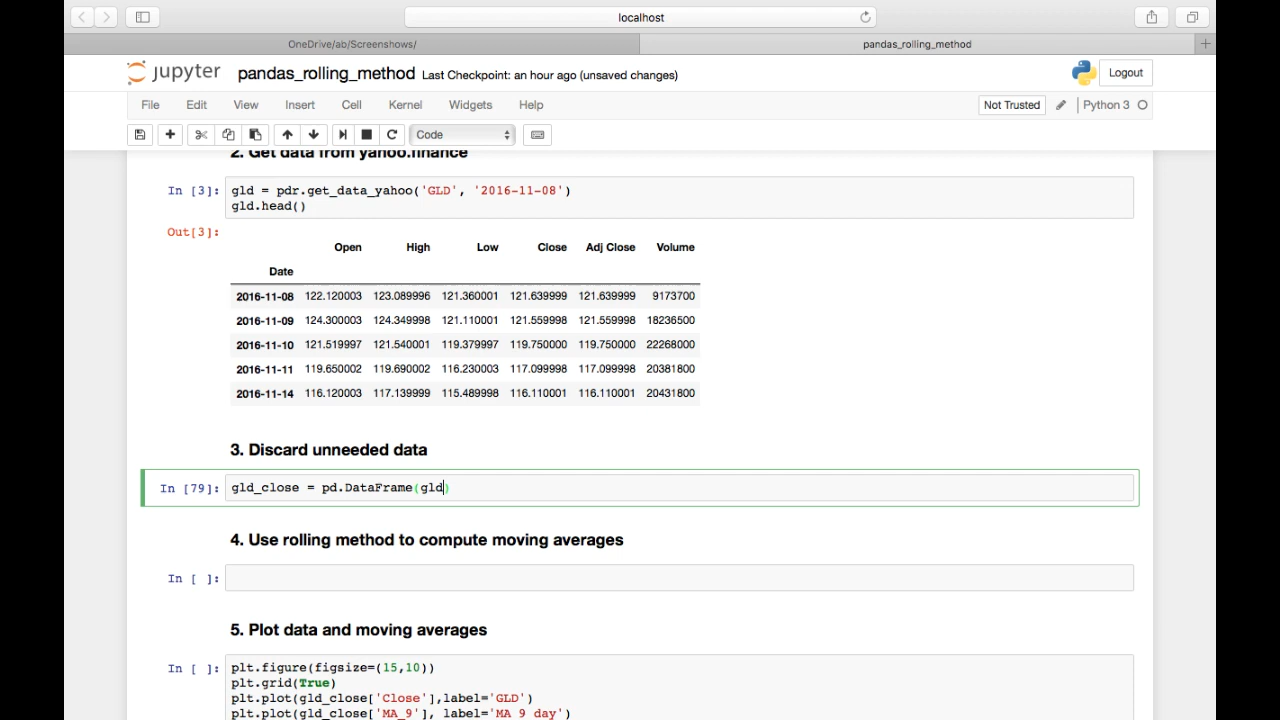 localhost
OneDrive/ab/Screenshows/
pandas_rolling_method
jupyter pandas_rolling_method Last Checkpoint: an hour ago (unsaved changes)
Logout
File Edit View Insert Cell Kernel Widgets Help
Not Trusted Python 3
Code
2. Get data from yahoo.finance
In [3]: gld = pdr.get_data_yahoo('GLD', '2016-11-08')
gld.head()
Out[3]:
Open High Low Close Adj Close Volume
Date
2016-11-08 122.120003 123.089996 121.360001 121.639999 121.639999 9173700
2016-11-09 124.300003 124.349998 121.110001 121.559998 121.559998 18236500
2016-11-10 121.519997 121.540001 119.379997 119.750000 119.750000 22268000
2016-11-11 119.650002 119.690002 116.230003 117.099998 117.099998 20381800
2016-11-14 116.120003 117.139999 115.489998 116.110001 116.110001 20431800
3. Discard unneeded data
In [79]: gld_close = pd.DataFrame(gld)
4. Use rolling method to compute moving averages
In [ ]:
5. Plot data and moving averages
In [ ]: plt.figure(figsize=(15,10))
plt.grid(True)
plt.plot(gld_close['Close'],label='GLD')
plt.plot(gld_close['MA_9'], label='MA 9 day')